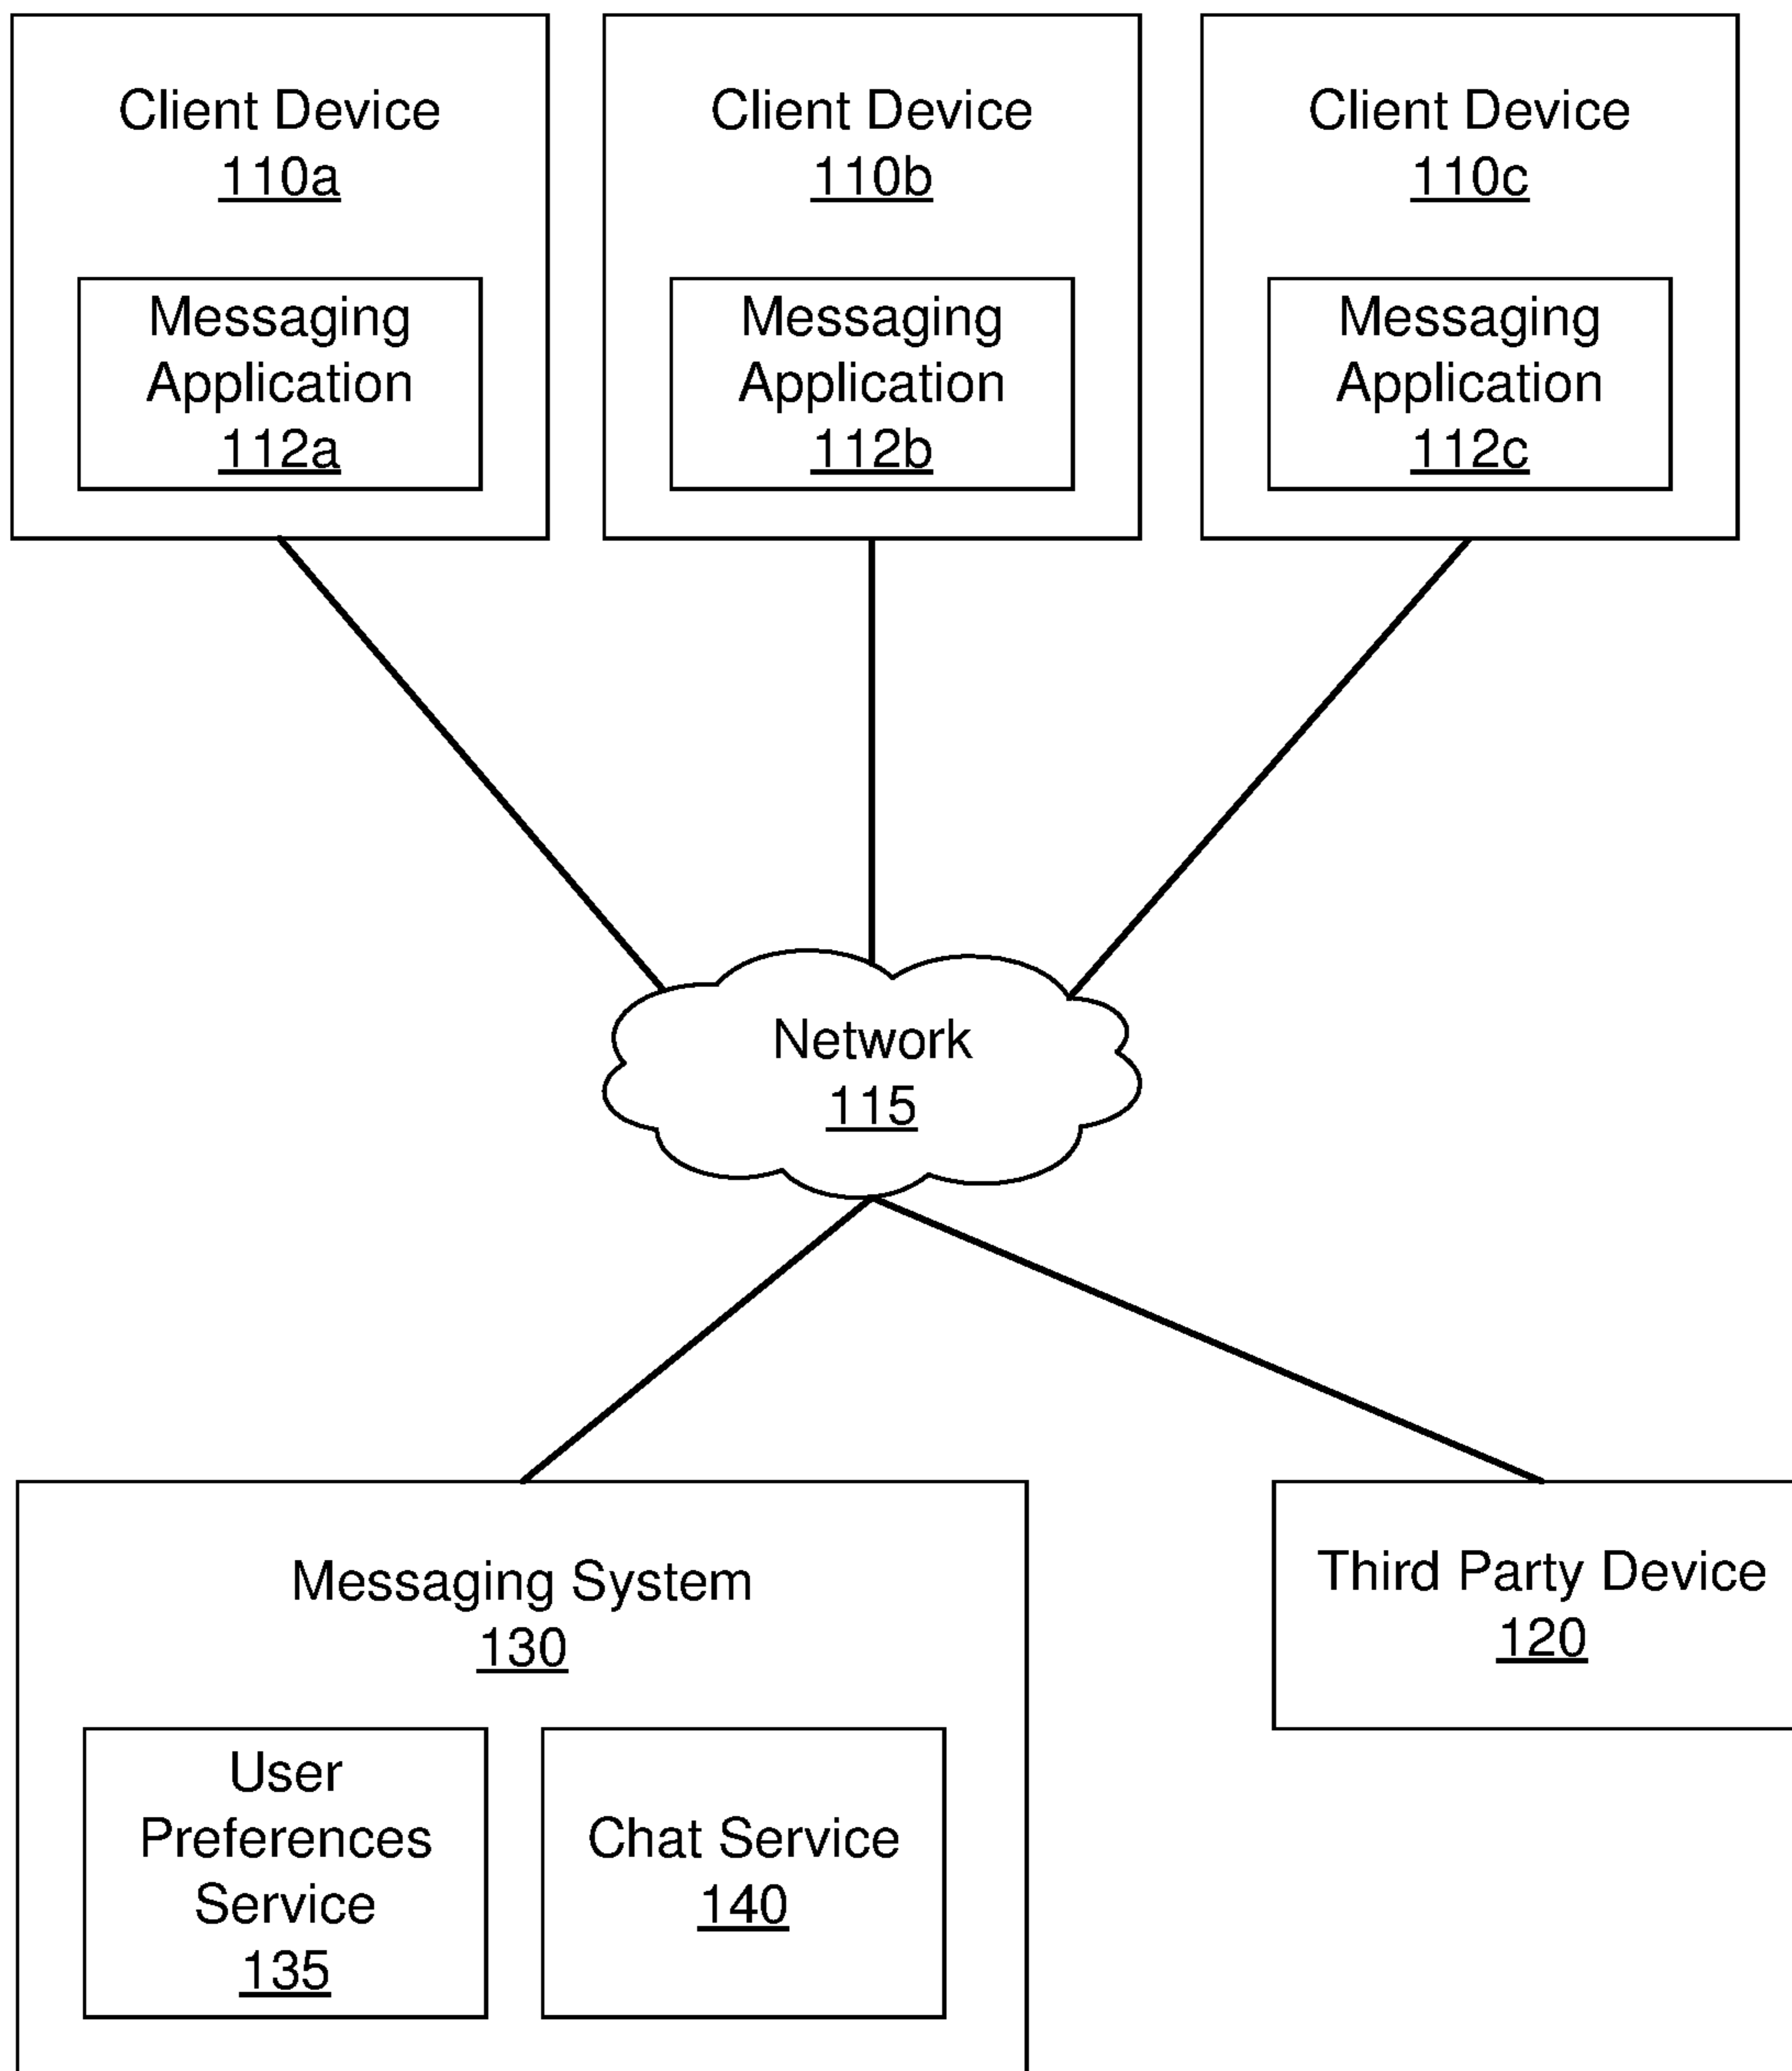 Client Device
110a
Messaging
Application
112a
Client Device
110b
Messaging
Application
112b
Client Device
110c
Messaging
Application
112c
Network
115
Messaging System
130
User
Preferences
Service
135
Chat Service
140
Third Party Device
120